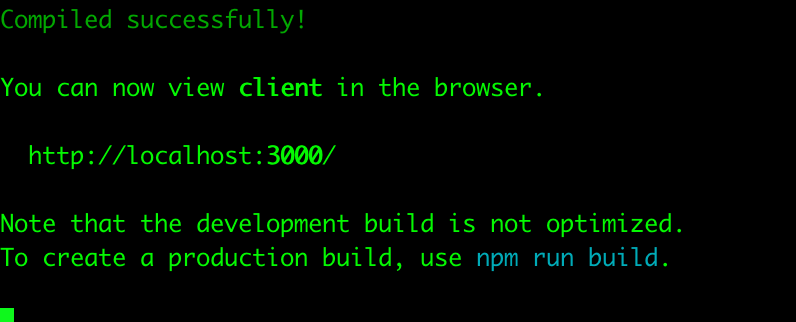 Compiled successfully!
You can now view client in the browser.
http://localhost:3000/
Note that the development build is not optimized.
To create a production build, use npm run build.